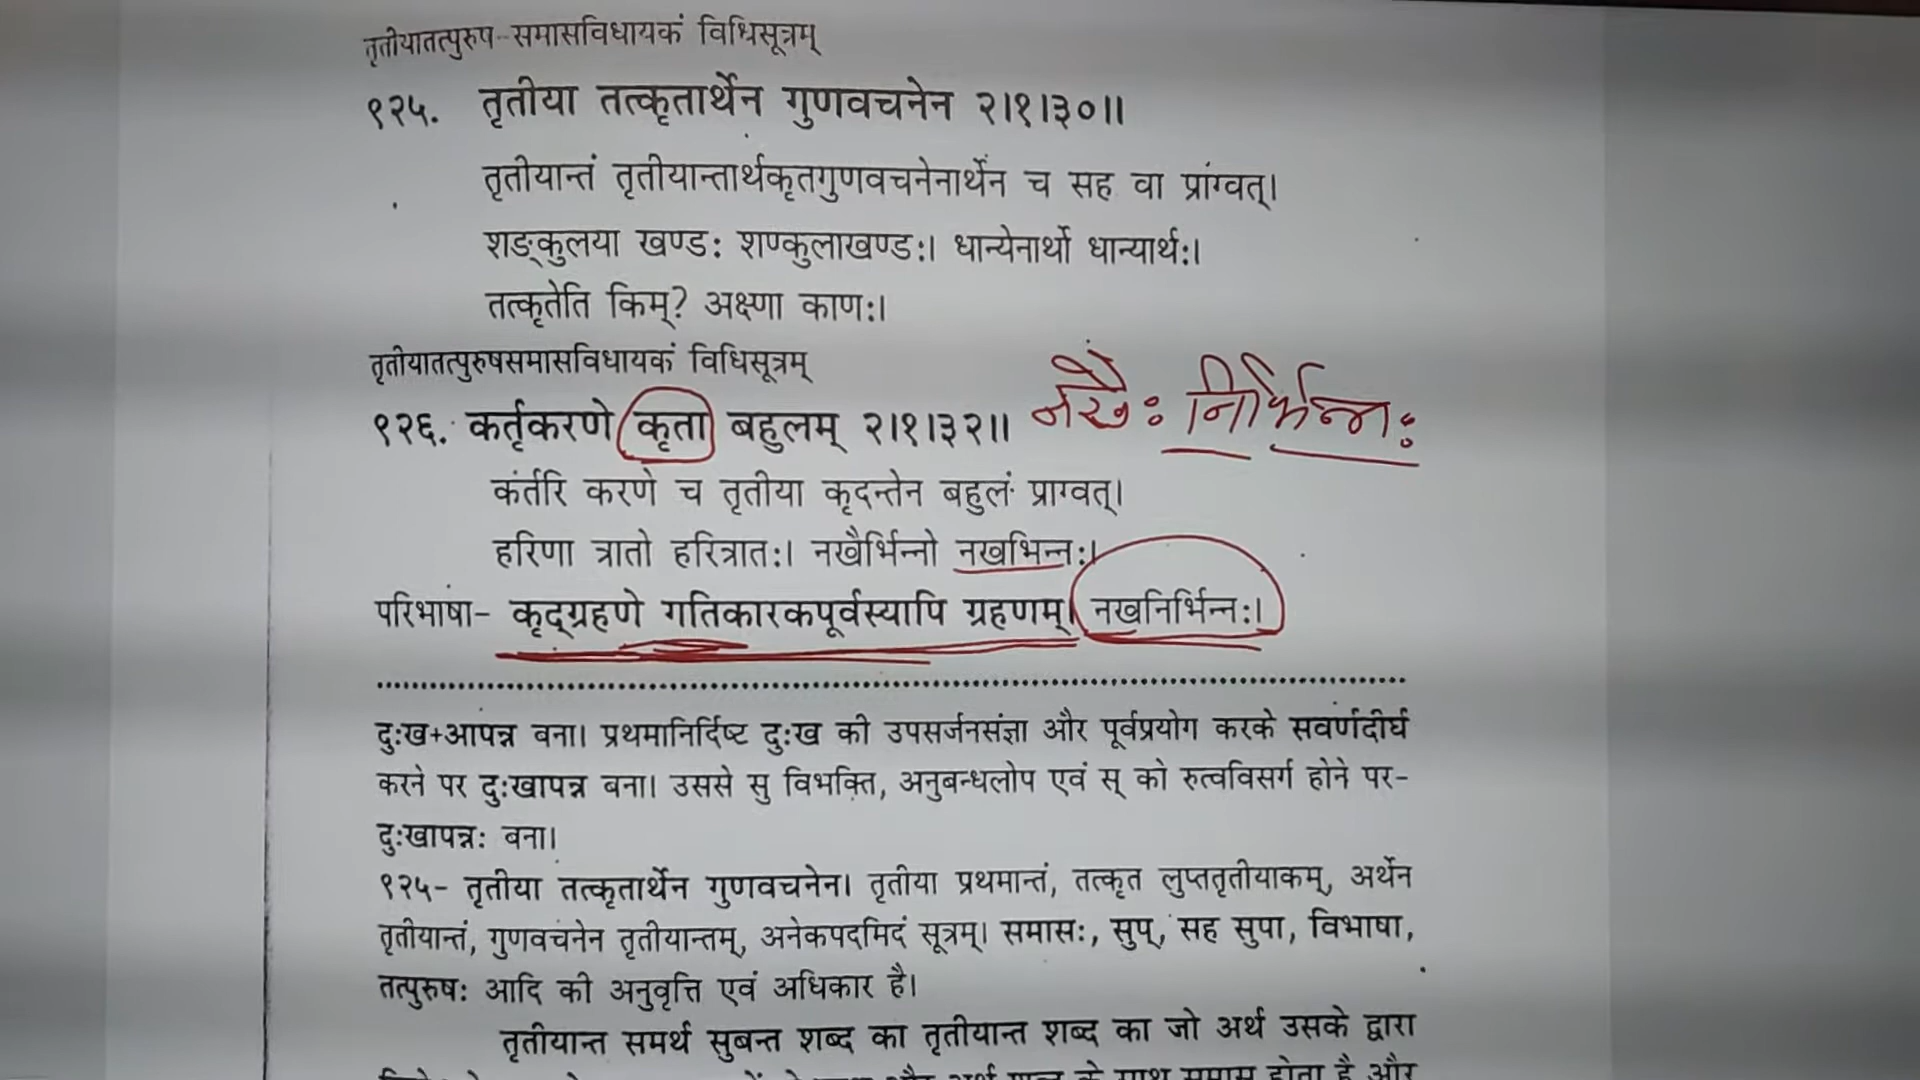 तृतीयातत्पुरुष-समासविधायकं विधिसूत्रम्
९२५. तृतीया तत्कृतार्थेन गुणवचनेन २।१।३०।।
तृतीयान्तं तृतीयान्तार्थकृतगुणवचनेनार्थेन च सह वा प्राग्वत्।
शङ्कुलया खण्डः शण्कुलाखण्डः। धान्येनार्थो धान्यार्थः।
तत्कृतेति किम्? अक्ष्णा काणः।
तृतीयातत्पुरुषसमासविधायकं विधिसूत्रम्
९२६. कर्तृकरणे कृता बहुलम् २।१।३२।। नखैः निर्भिन्नः
कर्तरि करणे च तृतीया कृदन्तेन बहुलं प्राग्वत्।
हरिणा त्रातो हरित्रातः। नखैर्भिन्नो नखभिन्नः।
परिभाषा- कृद्ग्रहणे गतिकारकपूर्वस्यापि ग्रहणम्। नखनिर्भिन्नः।
दुःख+आपन्न बना। प्रथमानिर्दिष्ट दुःख की उपसर्जनसंज्ञा और पूर्वप्रयोग करके सवर्णदीर्घ
करने पर दुःखापन्न बना। उससे सु विभक्ति, अनुबन्धलोप एवं स् को रुत्वविसर्ग होने पर-
दुःखापन्नः बना।
९२५- तृतीया तत्कृतार्थेन गुणवचनेन। तृतीया प्रथमान्तं, तत्कृत लुप्ततृतीयाकम्, अर्थेन
तृतीयान्तं, गुणवचनेन तृतीयान्तम्, अनेकपदमिदं सूत्रम्। समासः, सुप्, सह सुपा, विभाषा,
तत्पुरुषः आदि की अनुवृत्ति एवं अधिकार है।
तृतीयान्त समर्थ सुबन्त शब्द का तृतीयान्त शब्द का जो अर्थ उसके द्वारा